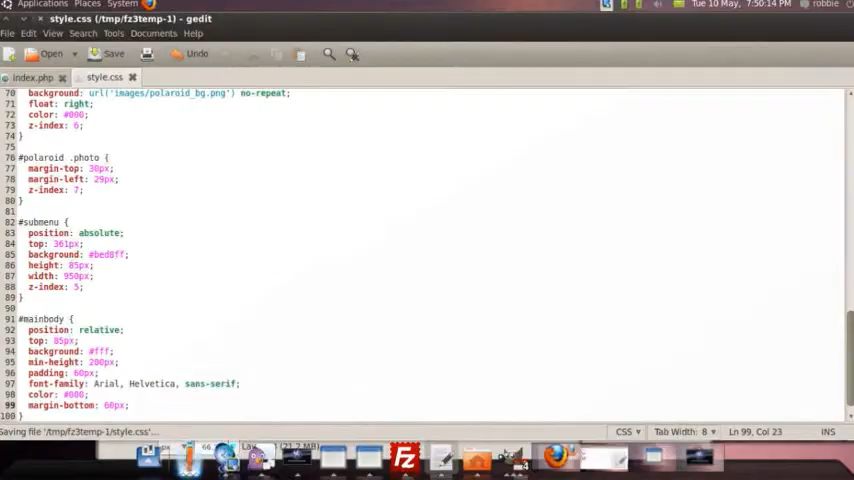 Applications Places System
Tue 10 May, 7:50:14 PM robbie
style.css (/tmp/fz3temp-1) - gedit
File Edit View Search Tools Documents Help
Open Save Undo
index.php style.css
70 background: url('images/polaroid_bg.png') no-repeat;
71 float: right;
72 color: #000;
73 z-index: 6;
74 }
75
76 #polaroid .photo {
77 margin-top: 30px;
78 margin-left: 29px;
79 z-index: 7;
80 }
81
82 #submenu {
83 position: absolute;
84 top: 361px;
85 background: #bed8ff;
86 height: 85px;
87 width: 950px;
88 z-index: 5;
89 }
90
91 #mainbody {
92 position: relative;
93 top: 85px;
94 background: #fff;
95 min-height: 200px;
96 padding: 60px;
97 font-family: Arial, Helvetica, sans-serif;
98 color: #000;
99 margin-bottom: 60px;
100 }
Saving file '/tmp/fz3temp-1/style.css'...
CSS Tab Width: 8 Ln 99, Col 23 INS
Fz